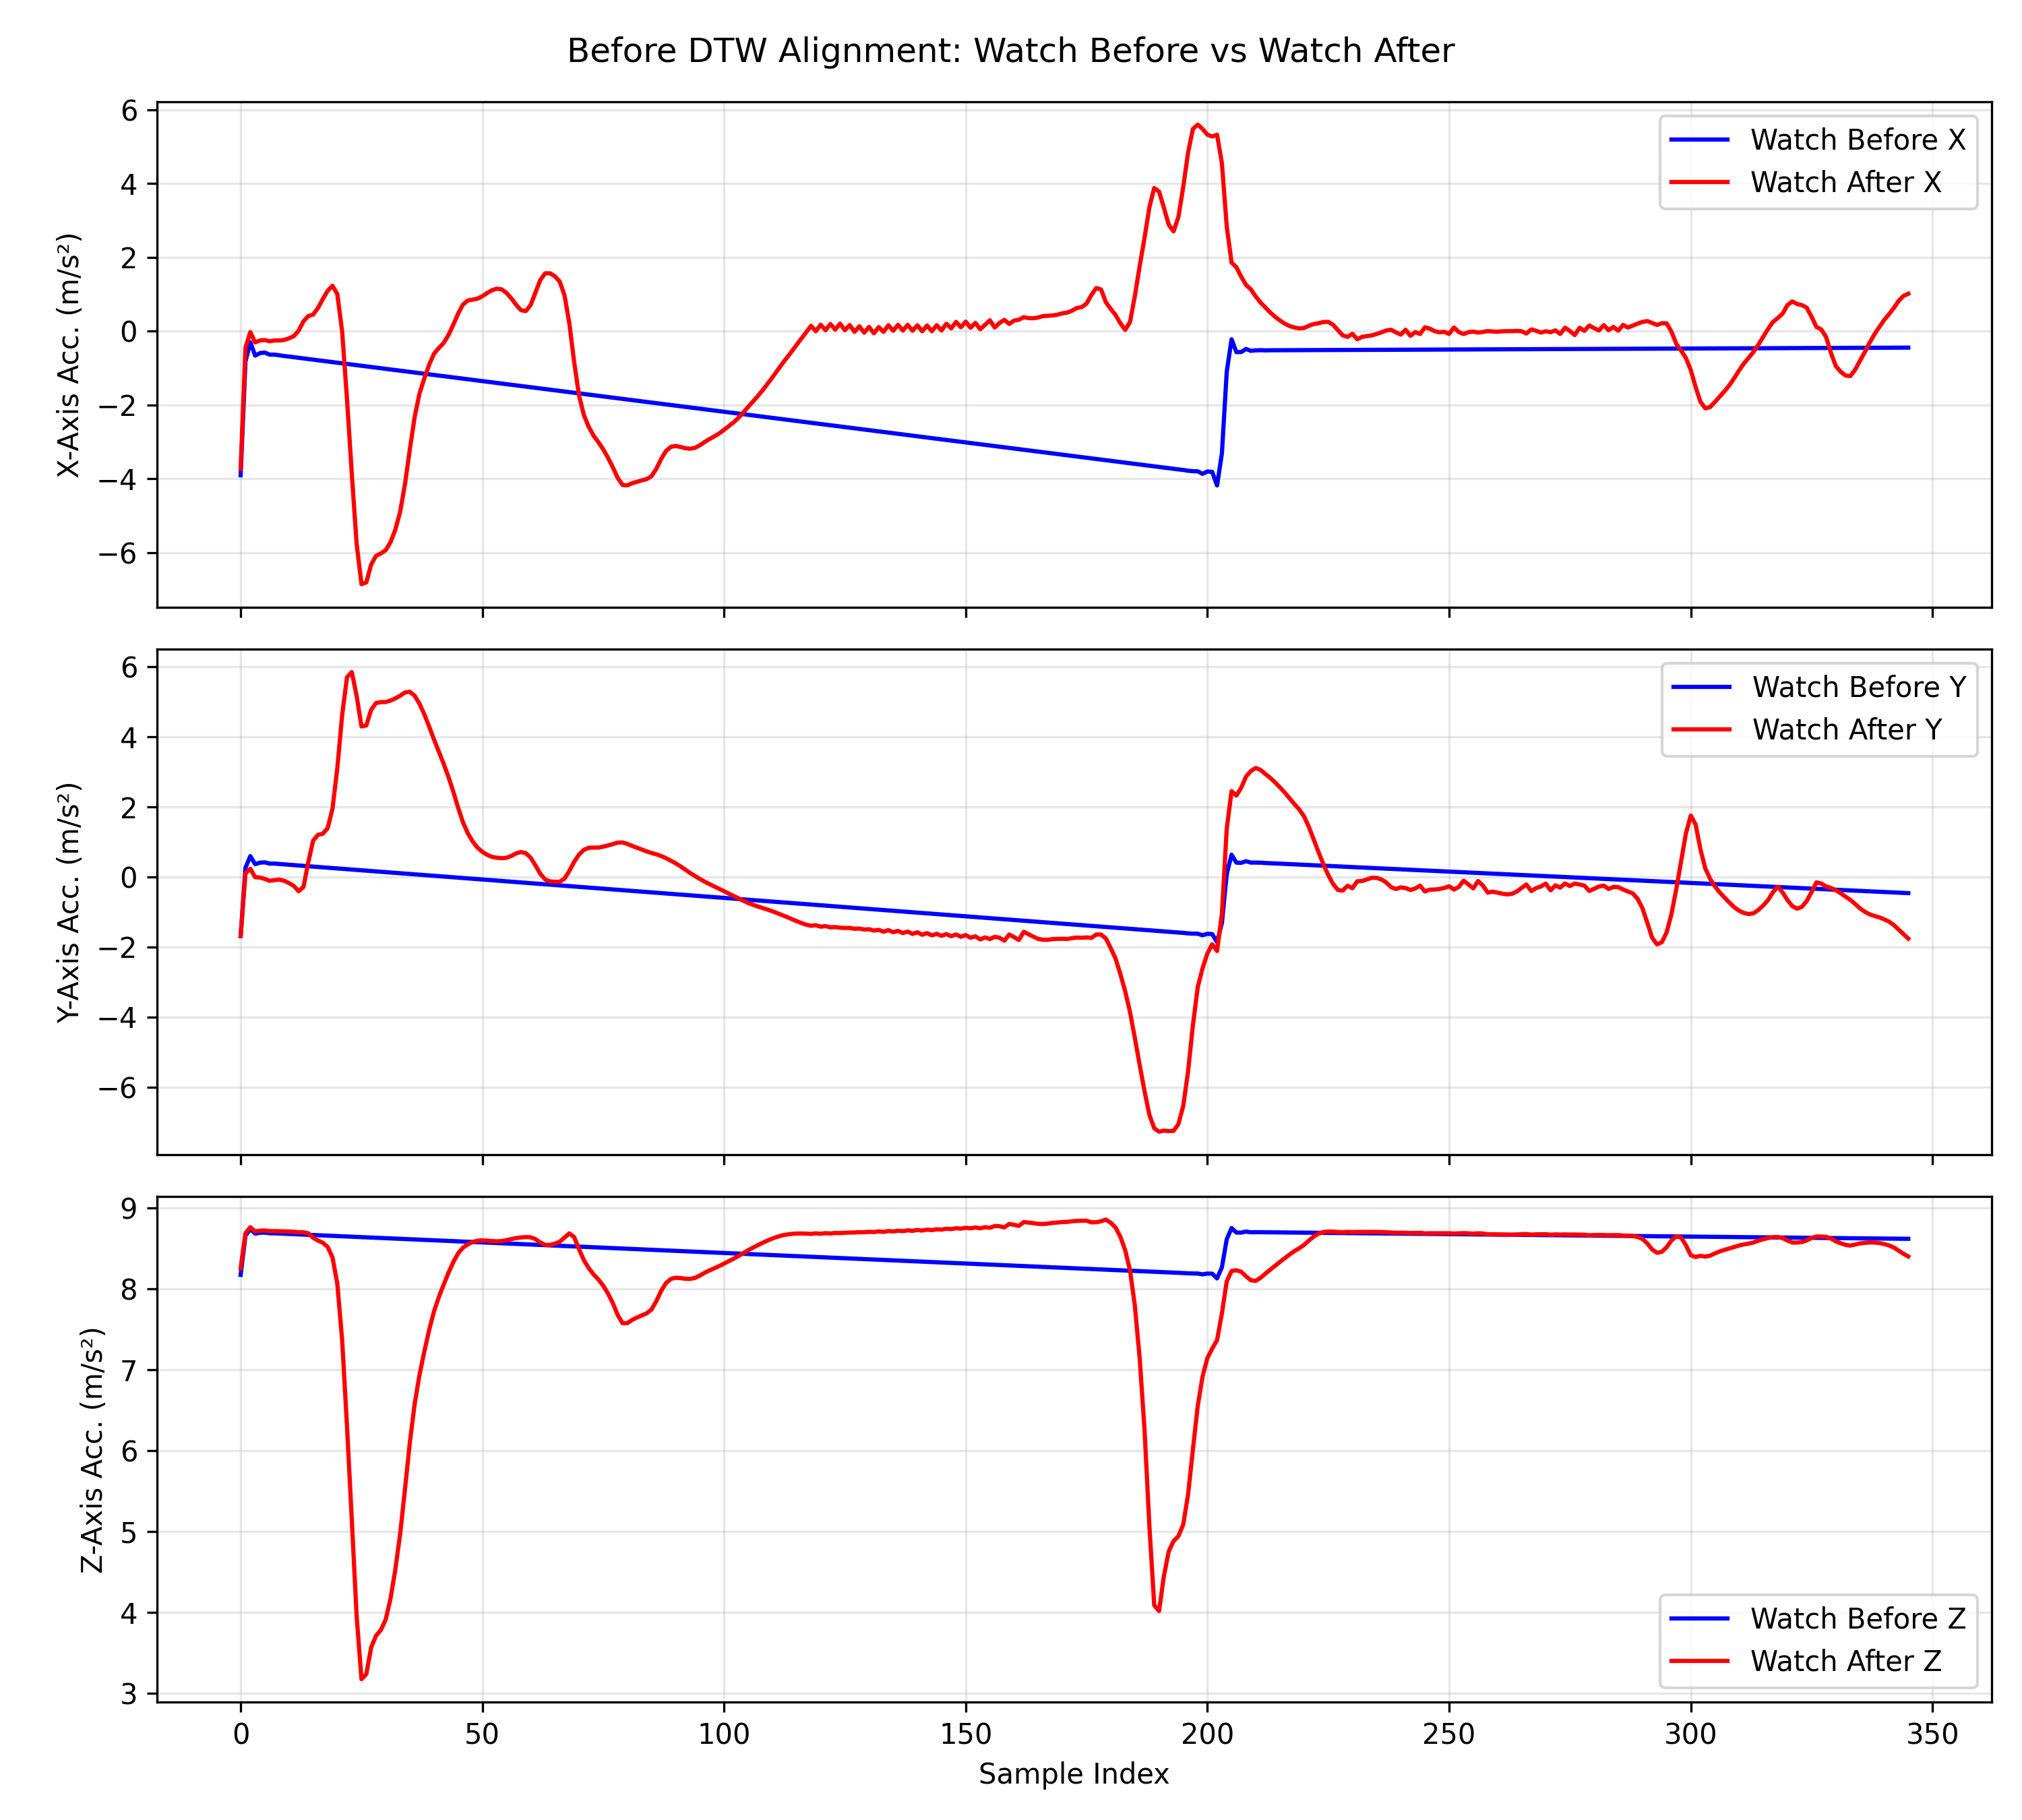 Before DTW Alignment: Watch Before vs Watch After
6
4
2
0
−2
−4
−6
X-Axis Acc. (m/s²)
Watch Before X
Watch After X
6
4
2
0
−2
−4
−6
Y-Axis Acc. (m/s²)
Watch Before Y
Watch After Y
9
8
7
6
5
4
3
Z-Axis Acc. (m/s²)
Watch Before Z
Watch After Z
0 50 100 150 200 250 300 350
Sample Index